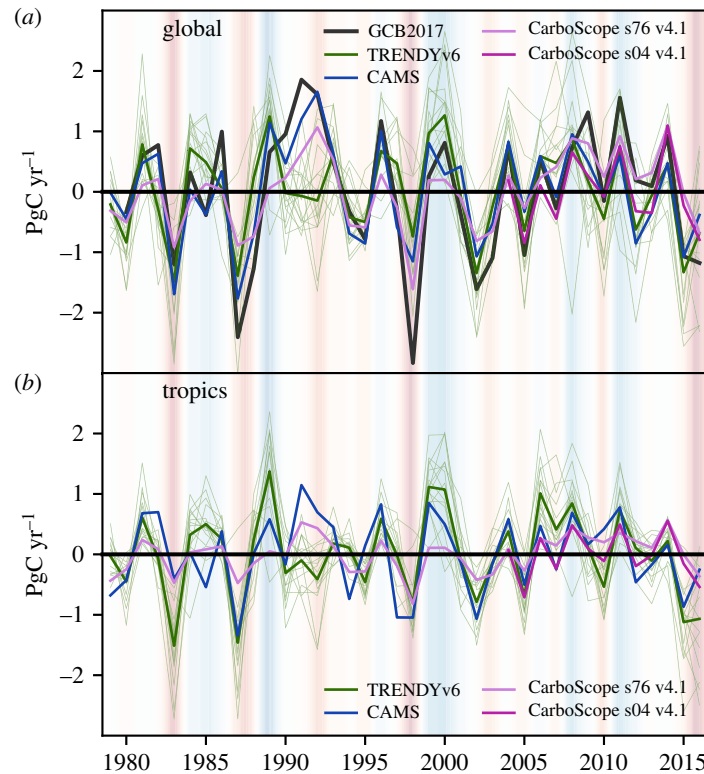 (a)
global
GCB2017
TRENDYv6
CAMS
CarboScope s76 v4.1
CarboScope s04 v4.1
2
1
0
−1
−2
PgC yr−1
(b)
tropics
2
1
0
−1
−2
PgC yr−1
TRENDYv6
CAMS
CarboScope s76 v4.1
CarboScope s04 v4.1
1980 1985 1990 1995 2000 2005 2010 2015